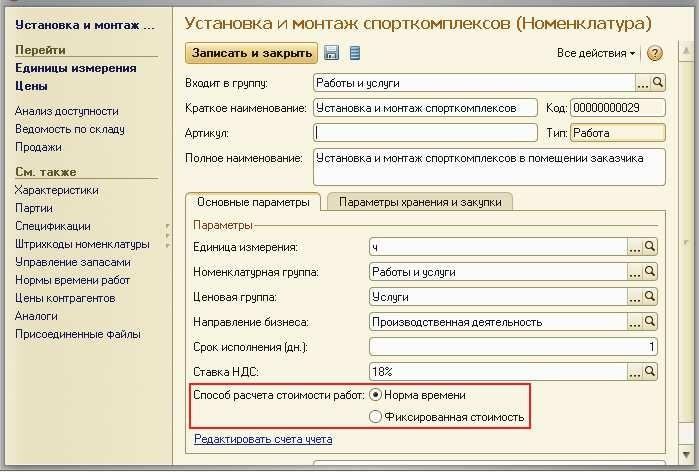 Установка и монтаж ...
Перейти
Единицы измерения
Цены
Анализ доступности
Ведомость по складу
Продажи
См. также
Характеристики
Партии
Спецификации
Штрихкоды номенклатуры
Управление запасами
Нормы времени работ
Цены контрагентов
Аналоги
Присоединенные файлы
Установка и монтаж спорткомплексов (Номенклатура)
Записать и закрыть Все действия ?
Входит в группу: Работы и услуги ...
Краткое наименование: Установка и монтаж спорткомплексов Код: 00000000029
Артикул: Тип: Работа
Полное наименование: Установка и монтаж спорткомплексов в помещении заказчика
Основные параметры Параметры хранения и закупки
Параметры
Единица измерения: ч ...
Номенклатурная группа: Работы и услуги ...
Ценовая группа: Услуги ...
Направление бизнеса: Производственная деятельность ...
Срок исполнения (дн.): 1
Ставка НДС: 18% ...
Способ расчета стоимости работ: Норма времени
Фиксированная стоимость
Редактировать счета учета